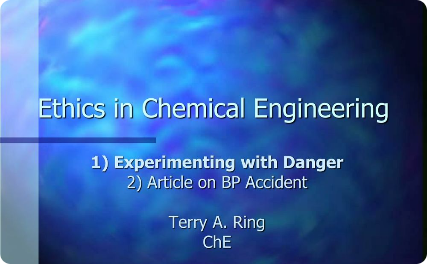 Ethics in Chemical Engineering
1) Experimenting with Danger
2) Article on BP Accident
Terry A. Ring
ChE